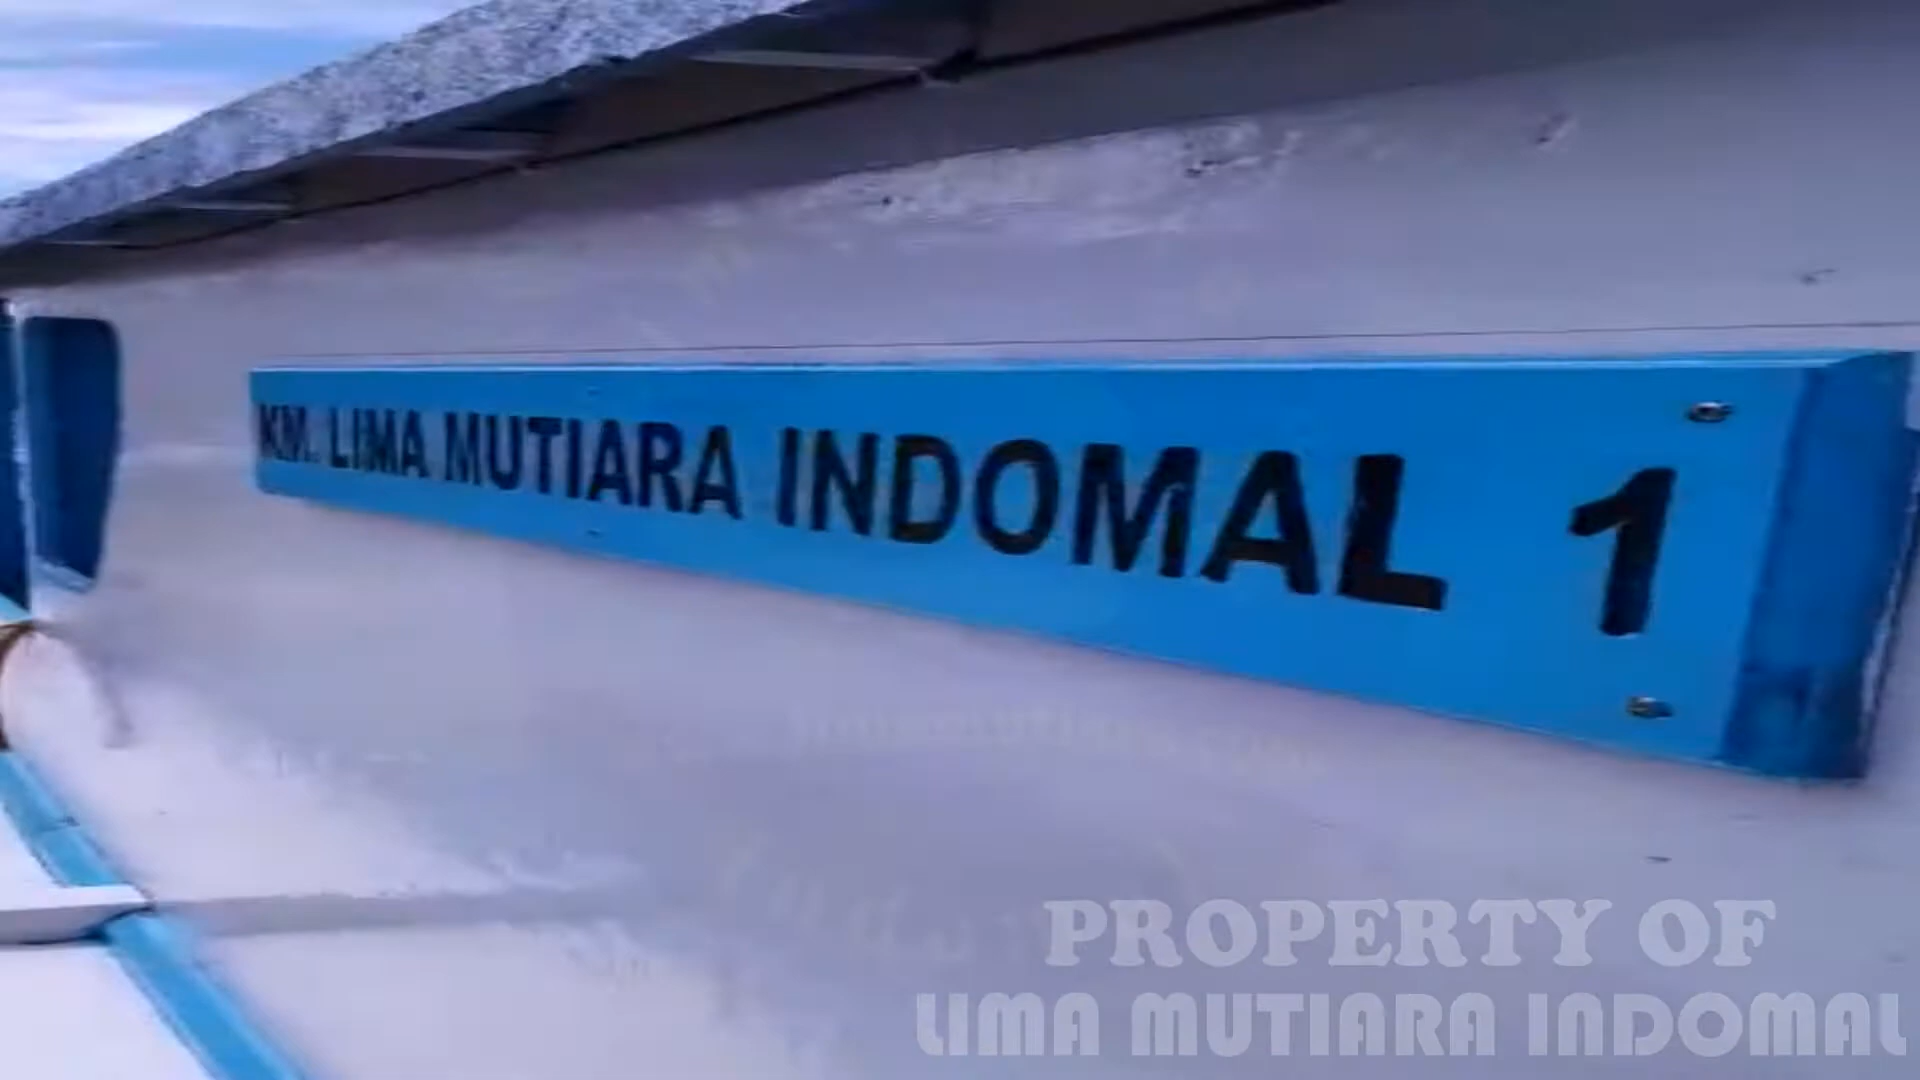 KM. LIMA MUTIARA INDOMAL 1
PROPERTY OF
LIMA MUTIARA INDOMAL